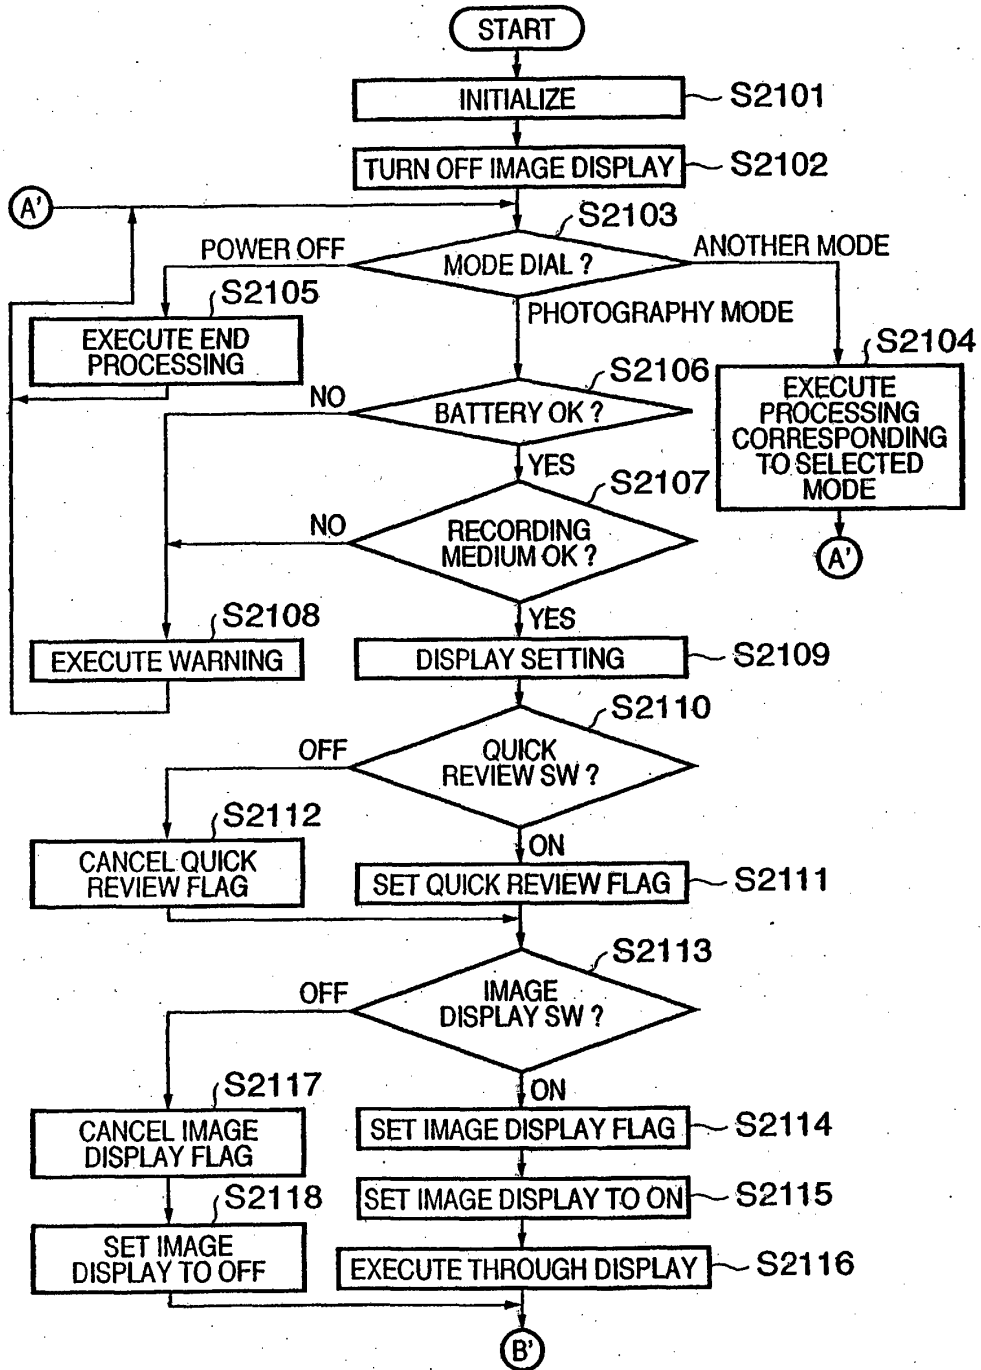 START
INITIALIZE
S2101
TURN OFF IMAGE DISPLAY
S2102
A'
S2103
POWER OFF
MODE DIAL ?
ANOTHER MODE
S2105
EXECUTE END
PROCESSING
PHOTOGRAPHY MODE
S2104
EXECUTE
PROCESSING
CORRESPONDING
TO SELECTED
MODE
A'
S2106
NO
BATTERY OK ?
YES
S2107
NO
RECORDING
MEDIUM OK ?
YES
S2108
EXECUTE WARNING
DISPLAY SETTING
S2109
S2110
OFF
QUICK
REVIEW SW ?
ON
S2112
CANCEL QUICK
REVIEW FLAG
SET QUICK REVIEW FLAG
S2111
S2113
OFF
IMAGE
DISPLAY SW ?
ON
S2117
CANCEL IMAGE
DISPLAY FLAG
SET IMAGE DISPLAY FLAG
S2114
SET IMAGE DISPLAY TO ON
S2115
S2118
SET IMAGE
DISPLAY TO OFF
EXECUTE THROUGH DISPLAY
S2116
B'